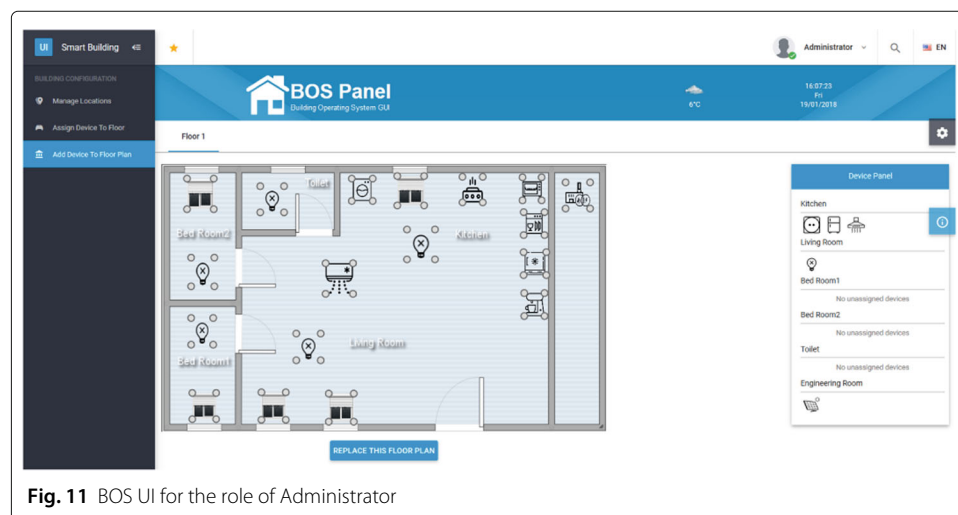 UI Smart Building
Administrator
EN
BUILDING CONFIGURATION
Manage Locations
Assign Device To Floor
Add Device To Floor Plan
BOS Panel
Building Operating System GUI
6°C
16:07:23
Fri
19/01/2018
Floor 1
Toilet
Bed Room2
Kitchen
Living Room
Bed Room1
REPLACE THIS FLOOR PLAN
Device Panel
Kitchen
Living Room
Bed Room1
No unassigned devices
Bed Room2
No unassigned devices
Toilet
No unassigned devices
Engineering Room
Fig. 11 BOS UI for the role of Administrator